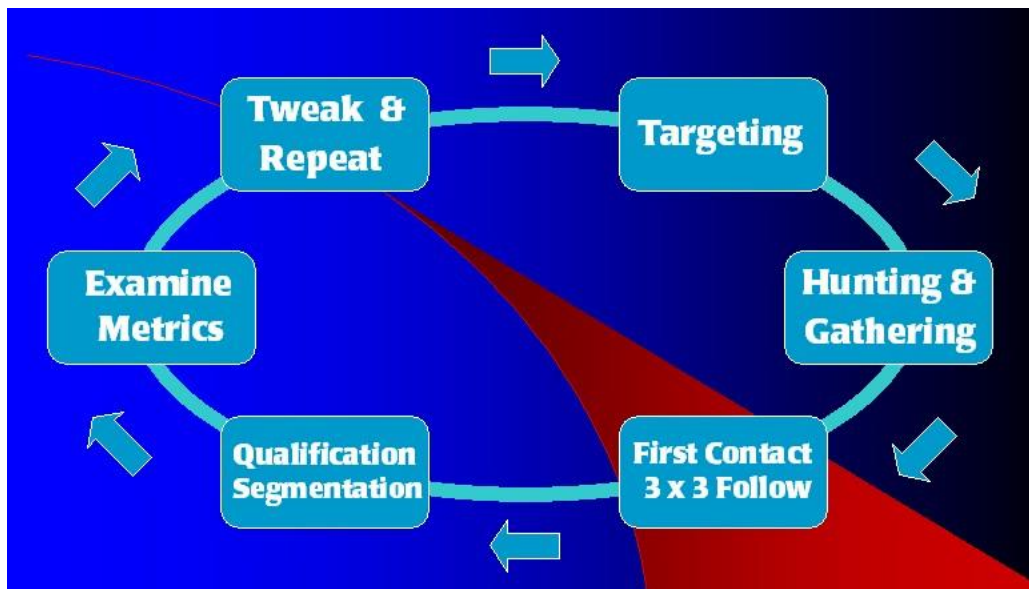 Tweak &
Repeat
Targeting
Hunting &
Gathering
First Contact
3 x 3 Follow
Qualification
Segmentation
Examine
Metrics